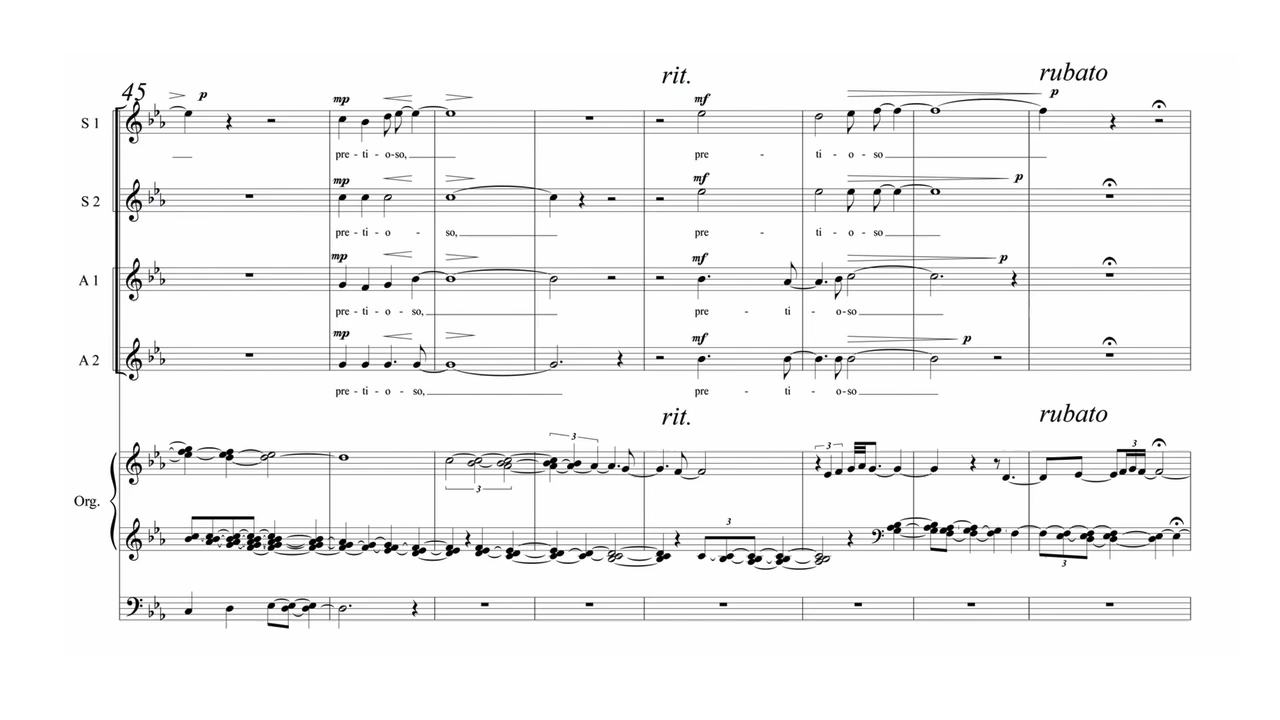 rit. rubato
45 p
mp mf p
S 1
pre - ti - o-so, pre - ti - o - so
mp mf p
S 2
pre - ti - o - so, pre - ti - o - so
mp mf p
A 1
pre - ti - o - so, pre - ti - o-so
mp mf p
A 2
pre - ti - o - so, pre - ti - o-so
rit. rubato
3 3 3
Org.
3
3
3